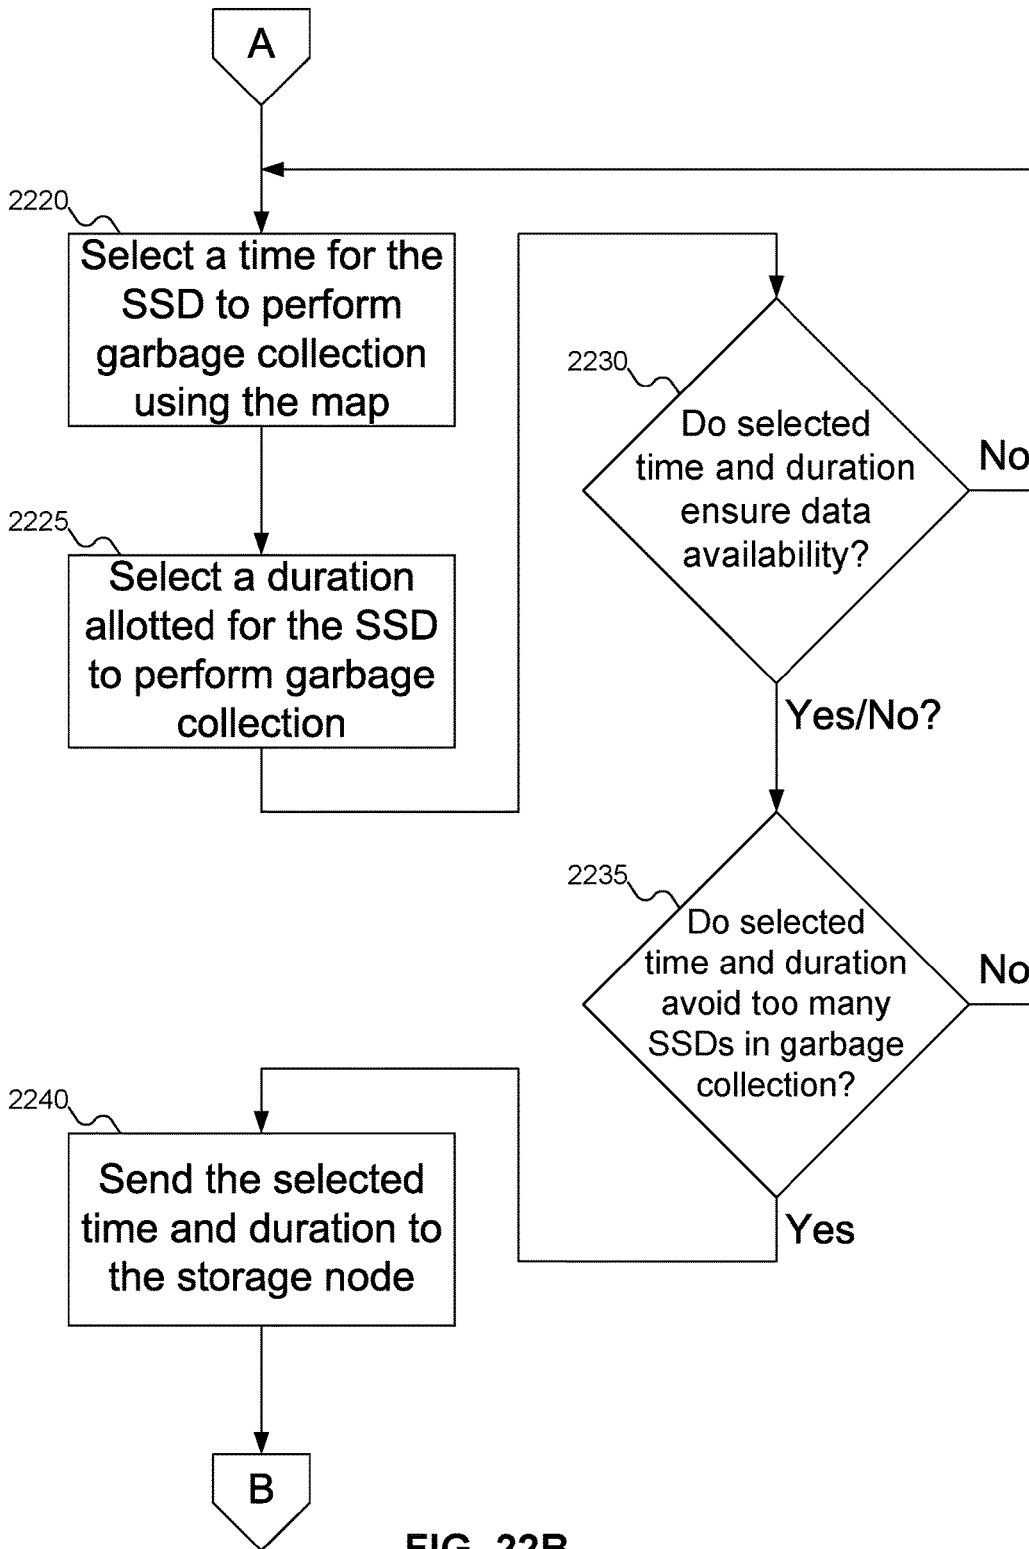 A
2220
Select a time for the
SSD to perform
garbage collection
using the map
2225
Select a duration
allotted for the SSD
to perform garbage
collection
2230
Do selected
time and duration
ensure data
availability?
No
Yes/No?
2235
Do selected
time and duration
avoid too many
SSDs in garbage
collection?
No
Yes
2240
Send the selected
time and duration to
the storage node
B
FIG. 22B